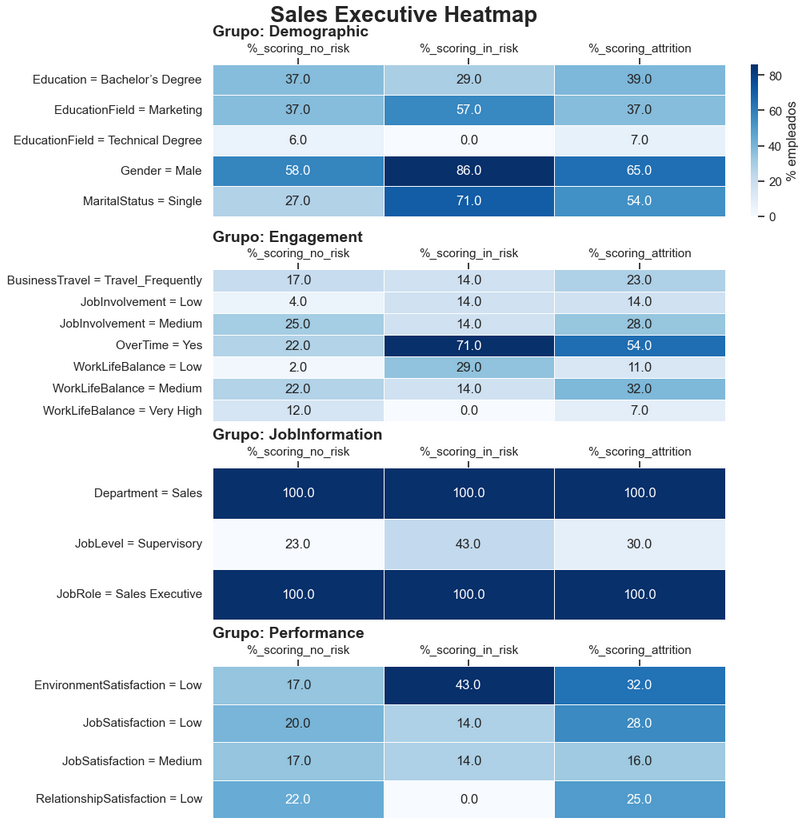 Sales Executive Heatmap
Grupo: Demographic
%_scoring_no_risk %_scoring_in_risk %_scoring_attrition
Education = Bachelor's Degree 37.0 29.0 39.0
EducationField = Marketing 37.0 57.0 37.0
EducationField = Technical Degree 6.0 0.0 7.0
Gender = Male 58.0 86.0 65.0
MaritalStatus = Single 27.0 71.0 54.0
80
60
40
20
0
% empleados
Grupo: Engagement
%_scoring_no_risk %_scoring_in_risk %_scoring_attrition
BusinessTravel = Travel_Frequently 17.0 14.0 23.0
JobInvolvement = Low 4.0 14.0 14.0
JobInvolvement = Medium 25.0 14.0 28.0
OverTime = Yes 22.0 71.0 54.0
WorkLifeBalance = Low 2.0 29.0 11.0
WorkLifeBalance = Medium 22.0 14.0 32.0
WorkLifeBalance = Very High 12.0 0.0 7.0
Grupo: JobInformation
%_scoring_no_risk %_scoring_in_risk %_scoring_attrition
Department = Sales 100.0 100.0 100.0
JobLevel = Supervisory 23.0 43.0 30.0
JobRole = Sales Executive 100.0 100.0 100.0
Grupo: Performance
%_scoring_no_risk %_scoring_in_risk %_scoring_attrition
EnvironmentSatisfaction = Low 17.0 43.0 32.0
JobSatisfaction = Low 20.0 14.0 28.0
JobSatisfaction = Medium 17.0 14.0 16.0
RelationshipSatisfaction = Low 22.0 0.0 25.0